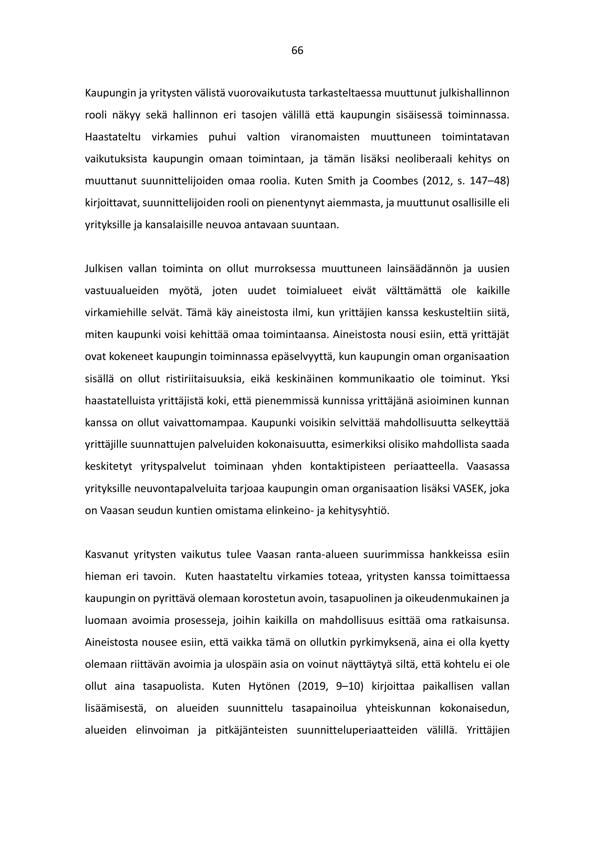 66
Kaupungin ja yritysten välistä vuorovaikutusta tarkasteltaessa muuttunut julkishallinnon
rooli näkyy sekä hallinnon eri tasojen välillä että kaupungin sisäisessä toiminnassa.
Haastateltu virkamies puhui valtion viranomaisten muuttuneen toimintatavan
vaikutuksista kaupungin omaan toimintaan, ja tämän lisäksi neoliberaali kehitys on
muuttanut suunnittelijoiden omaa roolia. Kuten Smith ja Coombes (2012, s. 147–48)
kirjoittavat, suunnittelijoiden rooli on pienentynyt aiemmasta, ja muuttunut osallisille eli
yrityksille ja kansalaisille neuvoa antavaan suuntaan.
Julkisen vallan toiminta on ollut murroksessa muuttuneen lainsäädännön ja uusien
vastuualueiden myötä, joten uudet toimialueet eivät välttämättä ole kaikille
virkamiehille selvät. Tämä käy aineistosta ilmi, kun yrittäjien kanssa keskusteltiin siitä,
miten kaupunki voisi kehittää omaa toimintaansa. Aineistosta nousi esiin, että yrittäjät
ovat kokeneet kaupungin toiminnassa epäselvyyttä, kun kaupungin oman organisaation
sisällä on ollut ristiriitaisuuksia, eikä keskinäinen kommunikaatio ole toiminut. Yksi
haastatelluista yrittäjistä koki, että pienemmissä kunnissa yrittäjänä asioiminen kunnan
kanssa on ollut vaivattomampaa. Kaupunki voisikin selvittää mahdollisuutta selkeyttää
yrittäjille suunnattujen palveluiden kokonaisuutta, esimerkiksi olisiko mahdollista saada
keskitetyt yrityspalvelut toiminaan yhden kontaktipisteen periaatteella. Vaasassa
yrityksille neuvontapalveluita tarjoaa kaupungin oman organisaation lisäksi VASEK, joka
on Vaasan seudun kuntien omistama elinkeino- ja kehitysyhtiö.
Kasvanut yritysten vaikutus tulee Vaasan ranta-alueen suurimmissa hankkeissa esiin
hieman eri tavoin. Kuten haastateltu virkamies toteaa, yritysten kanssa toimittaessa
kaupungin on pyrittävä olemaan korostetun avoin, tasapuolinen ja oikeudenmukainen ja
luomaan avoimia prosesseja, joihin kaikilla on mahdollisuus esittää oma ratkaisunsa.
Aineistosta nousee esiin, että vaikka tämä on ollutkin pyrkimyksenä, aina ei olla kyetty
olemaan riittävän avoimia ja ulospäin asia on voinut näyttäytyä siltä, että kohtelu ei ole
ollut aina tasapuolista. Kuten Hytönen (2019, 9–10) kirjoittaa paikallisen vallan
lisäämisestä, on alueiden suunnittelu tasapainoilua yhteiskunnan kokonaisedun,
alueiden elinvoiman ja pitkäjänteisten suunnitteluperiaatteiden välillä. Yrittäjien